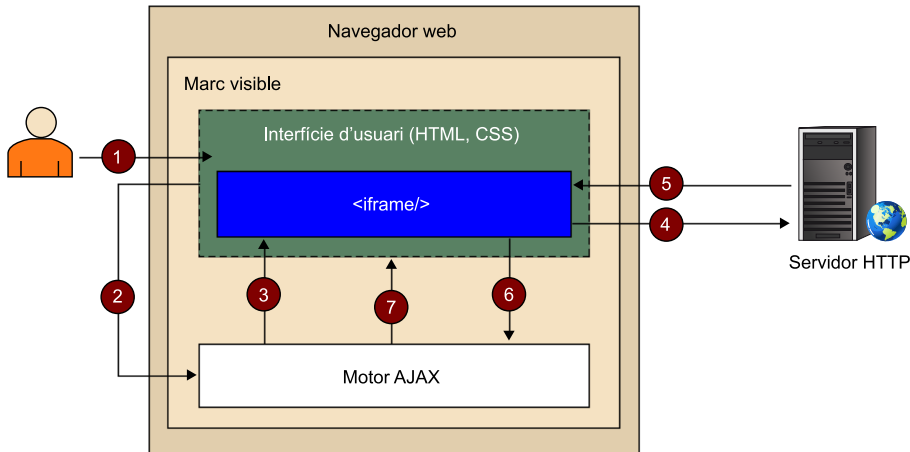 Navegador web
Marc visible
Interfície d'usuari (HTML, CSS)
1
5
<iframe/>
4
Servidor HTTP
2
3
7
6
Motor AJAX